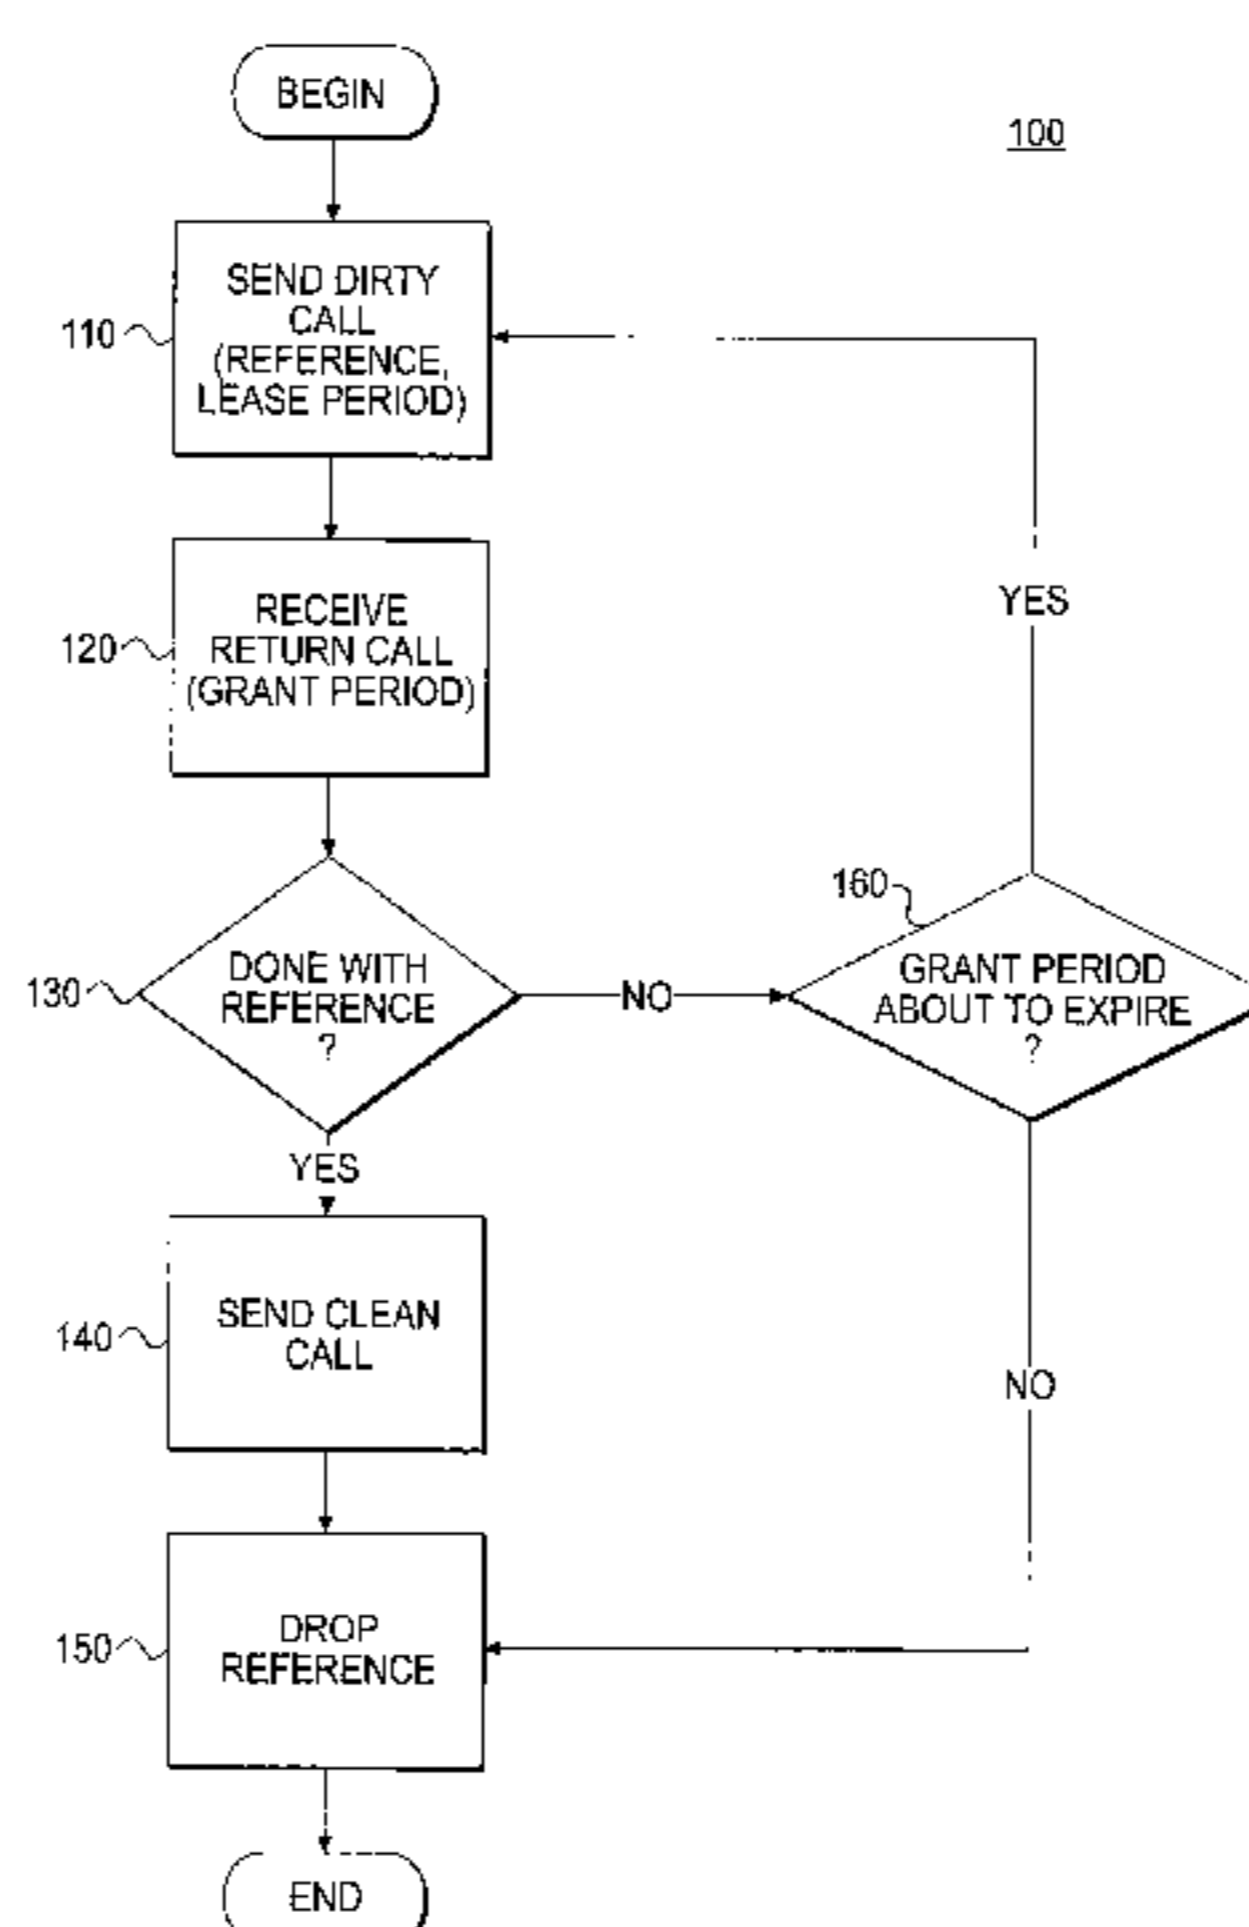 BEGIN
100
SEND DIRTY
CALL
(REFERENCE,
LEASE PERIOD)
110
RECEIVE
RETURN CALL
(GRANT PERIOD)
120
YES
160
DONE WITH
REFERENCE
?
130
NO
GRANT PERIOD
ABOUT TO EXPIRE
?
YES
SEND CLEAN
CALL
140
NO
DROP
REFERENCE
150
END